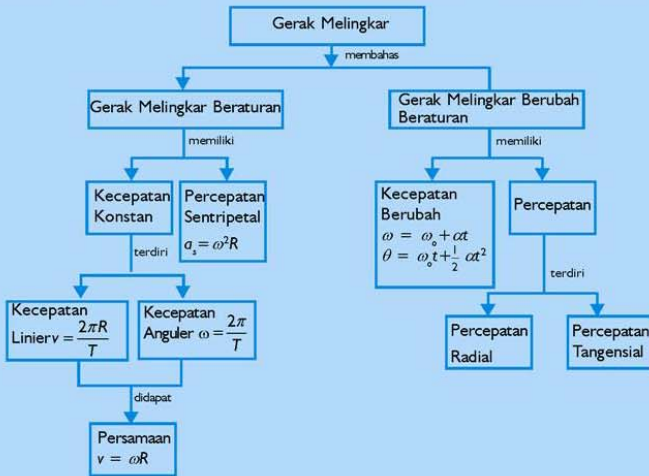 Gerak Melingkar
membahas
Gerak Melingkar Beraturan
Gerak Melingkar Berubah
Beraturan
memiliki
memiliki
Kecepatan
Konstan
Percepatan
Sentripetal
aₛ = ω²R
Kecepatan
Berubah
ω = ω₀ + αt
θ = ω₀t + ½ αt²
Percepatan
terdiri
terdiri
Kecepatan
Linier v = 2πR/T
Kecepatan
Anguler ω = 2π/T
Percepatan
Radial
Percepatan
Tangensial
didapat
Persamaan
v = ωR